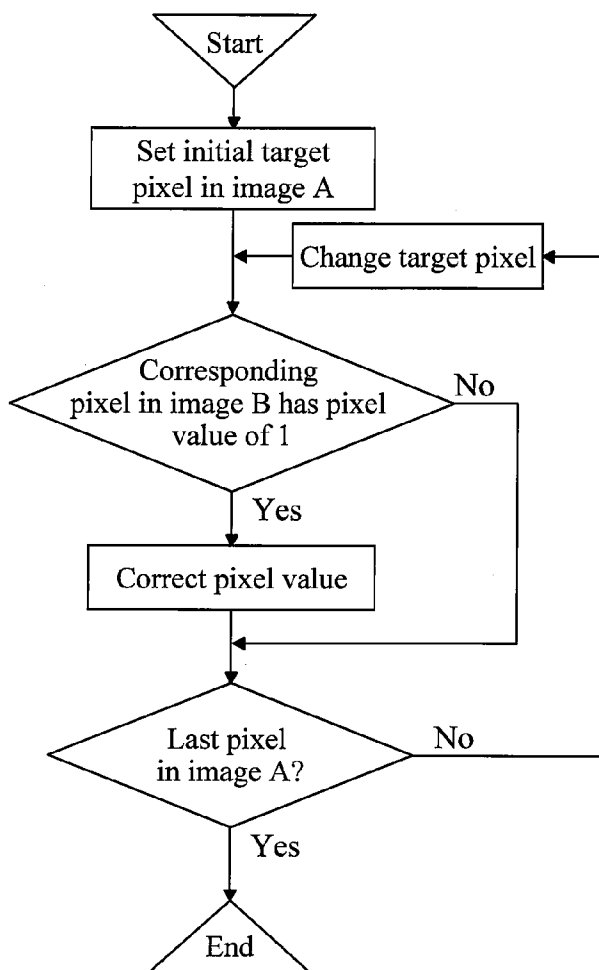 Start
Set initial target
pixel in image A
Change target pixel
Corresponding
pixel in image B has pixel
value of 1
No
Yes
Correct pixel value
Last pixel
in image A?
No
Yes
End